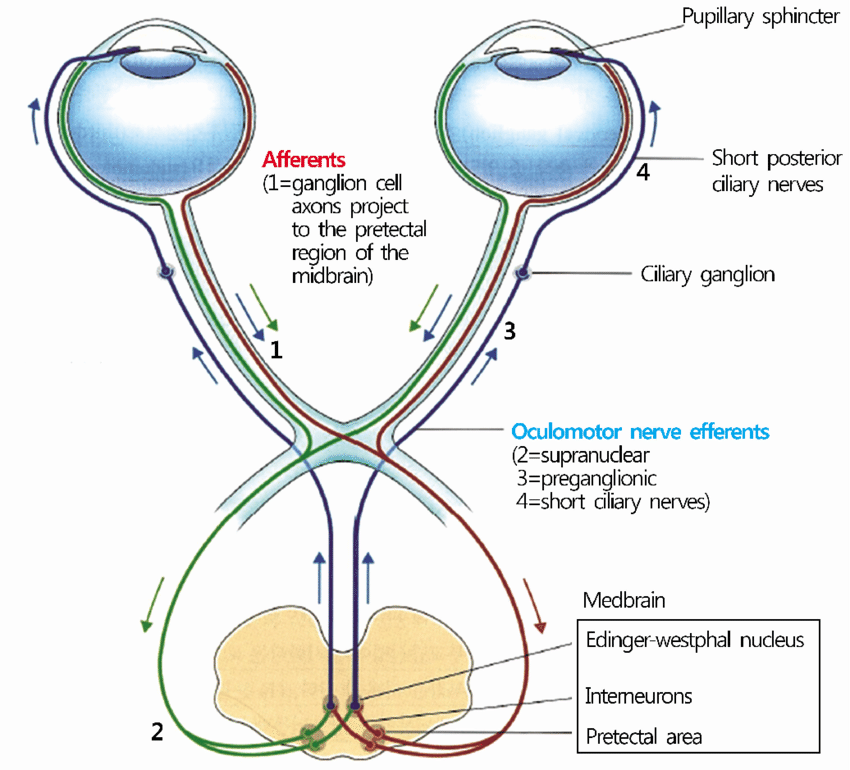 Pupillary sphincter
Afferents
(1=ganglion cell
axons project
to the pretectal
region of the
midbrain)
4
Short posterior
ciliary nerves
Ciliary ganglion
1
3
Oculomotor nerve efferents
(2=supranuclear
3=preganglionic
4=short ciliary nerves)
Medbrain
Edinger-westphal nucleus
Interneurons
Pretectal area
2